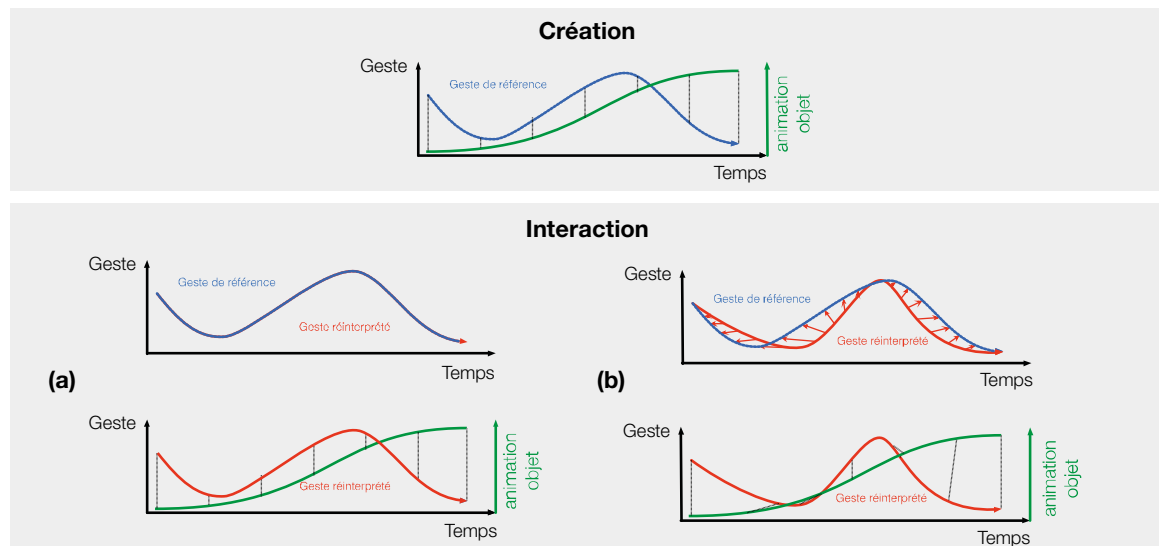 Création
Geste
Geste de référence
animation
objet
Temps
Interaction
Geste
Geste de référence
Geste réinterprété
Temps
(a)
Geste
Geste réinterprété
animation
objet
Temps
Geste
Geste de référence
Geste réinterprété
Temps
(b)
Geste
Geste réinterprété
animation
objet
Temps